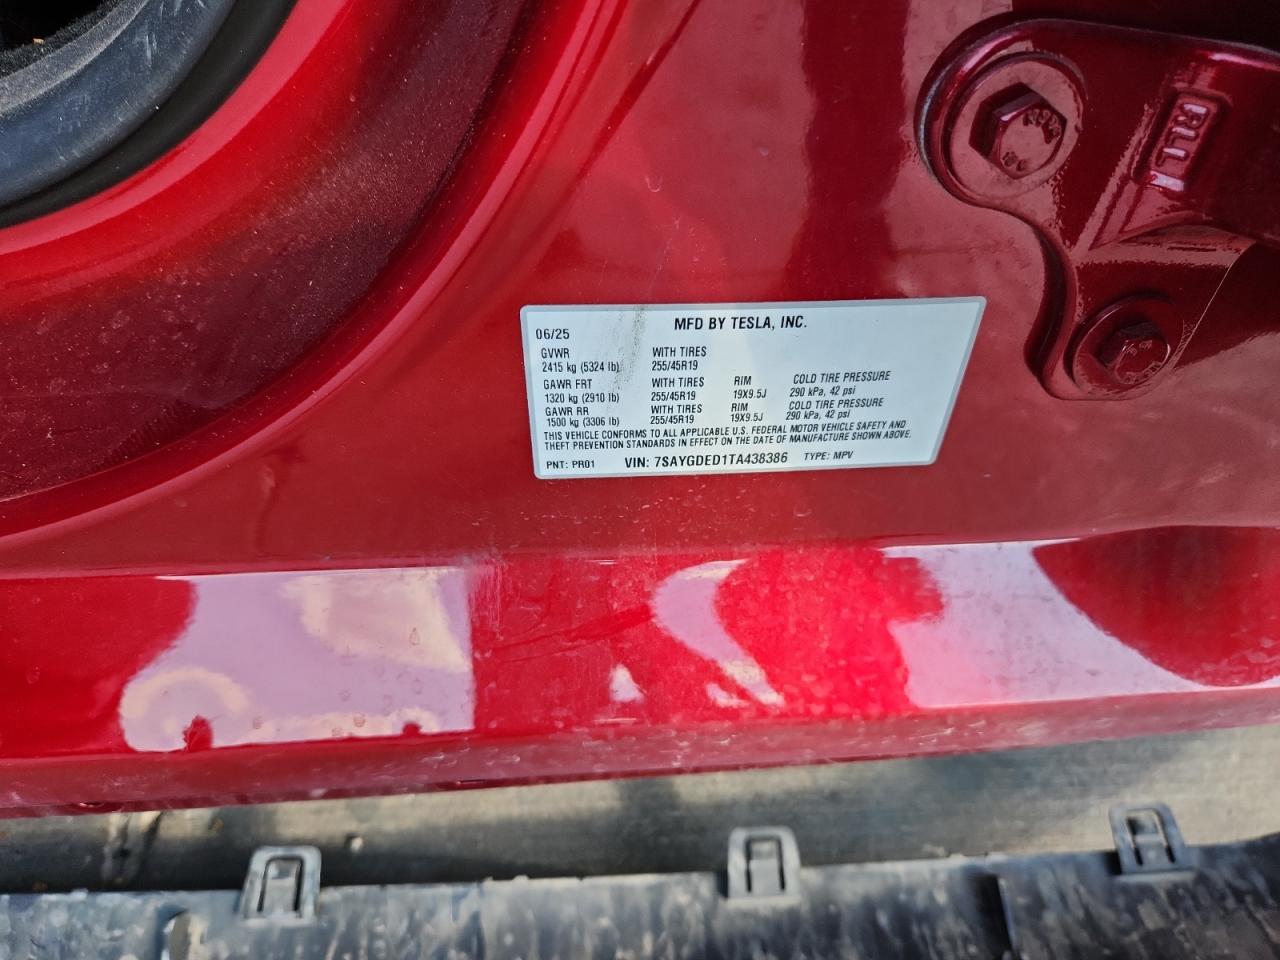 MFD BY TESLA, INC.
06/25
GVWR WITH TIRES
2415 kg (5324 lb) 255/45R19
GAWR FRT WITH TIRES RIM COLD TIRE PRESSURE
1320 kg (2910 lb) 255/45R19 19X9.5J 290 kPa, 42 psi
GAWR RR WITH TIRES RIM COLD TIRE PRESSURE
1500 kg (3306 lb) 255/45R19 19X9.5J 290 kPa, 42 psi
THIS VEHICLE CONFORMS TO ALL APPLICABLE U.S. FEDERAL MOTOR VEHICLE SAFETY AND
THEFT PREVENTION STANDARDS IN EFFECT ON THE DATE OF MANUFACTURE SHOWN ABOVE.
PNT: PR01 VIN: 7SAYGDED1TA438386 TYPE: MPV
RLL